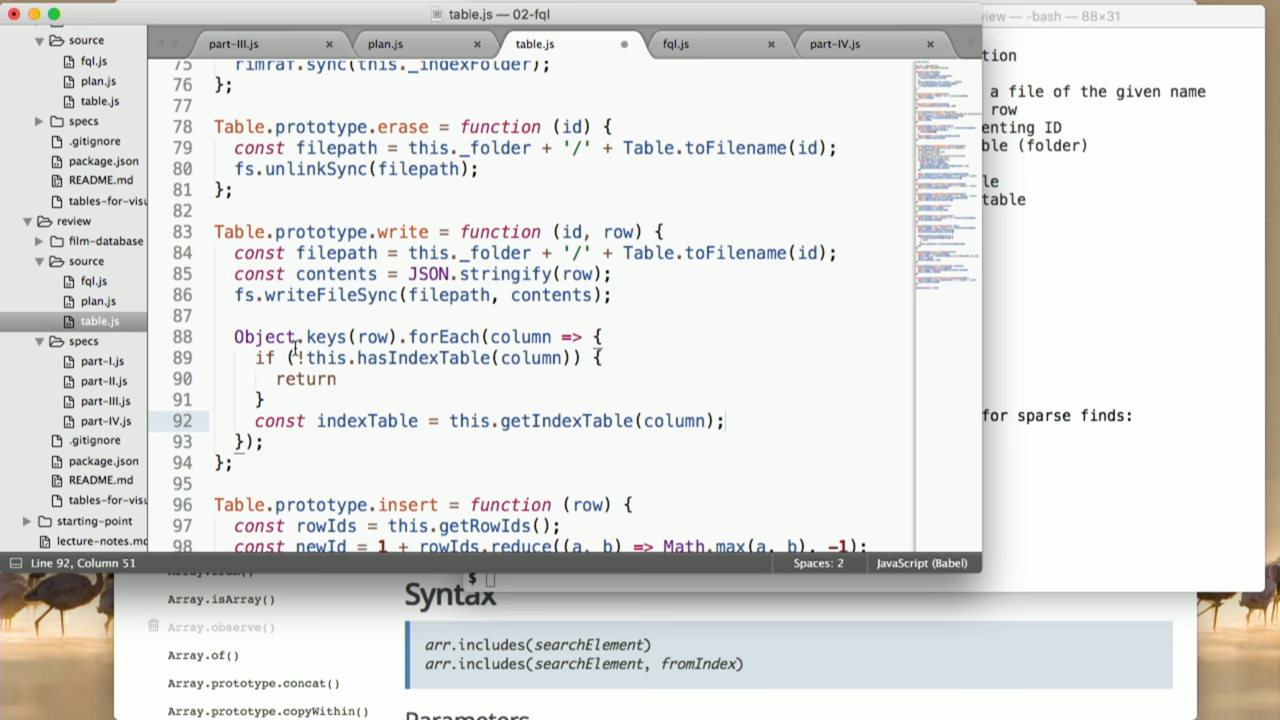 table.js — 02-fql
view — -bash — 88×31
source
fql.js
plan.js
table.js
specs
.gitignore
package.json
README.md
tables-for-visu
review
film-database
source
fql.js
plan.js
table.js
specs
part-I.js
part-II.js
part-III.js
part-IV.js
.gitignore
package.json
README.md
tables-for-visu
starting-point
lecture-notes.md
part-III.js
plan.js
table.js
fql.js
part-IV.js
75 rimraf.sync(this._indexFolder);
76 };
77
78 Table.prototype.erase = function (id) {
79 const filepath = this._folder + '/' + Table.toFilename(id);
80 fs.unlinkSync(filepath);
81 };
82
83 Table.prototype.write = function (id, row) {
84 const filepath = this._folder + '/' + Table.toFilename(id);
85 const contents = JSON.stringify(row);
86 fs.writeFileSync(filepath, contents);
87
88 Object.keys(row).forEach(column => {
89 if (!this.hasIndexTable(column)) {
90 return
91 }
92 const indexTable = this.getIndexTable(column);
93 });
94 };
95
96 Table.prototype.insert = function (row) {
97 const rowIds = this.getRowIds();
98 const newId = 1 + rowIds.reduce((a, b) => Math.max(a, b), -1);
Line 92, Column 51
Spaces: 2
JavaScript (Babel)
tion
a file of the given name
row
enting ID
ble (folder)
le
table
for sparse finds:
$
Array.isArray()
Array.observe()
Array.of()
Array.prototype.concat()
Array.prototype.copyWithin()
Syntax
arr.includes(searchElement)
arr.includes(searchElement, fromIndex)
Parameters